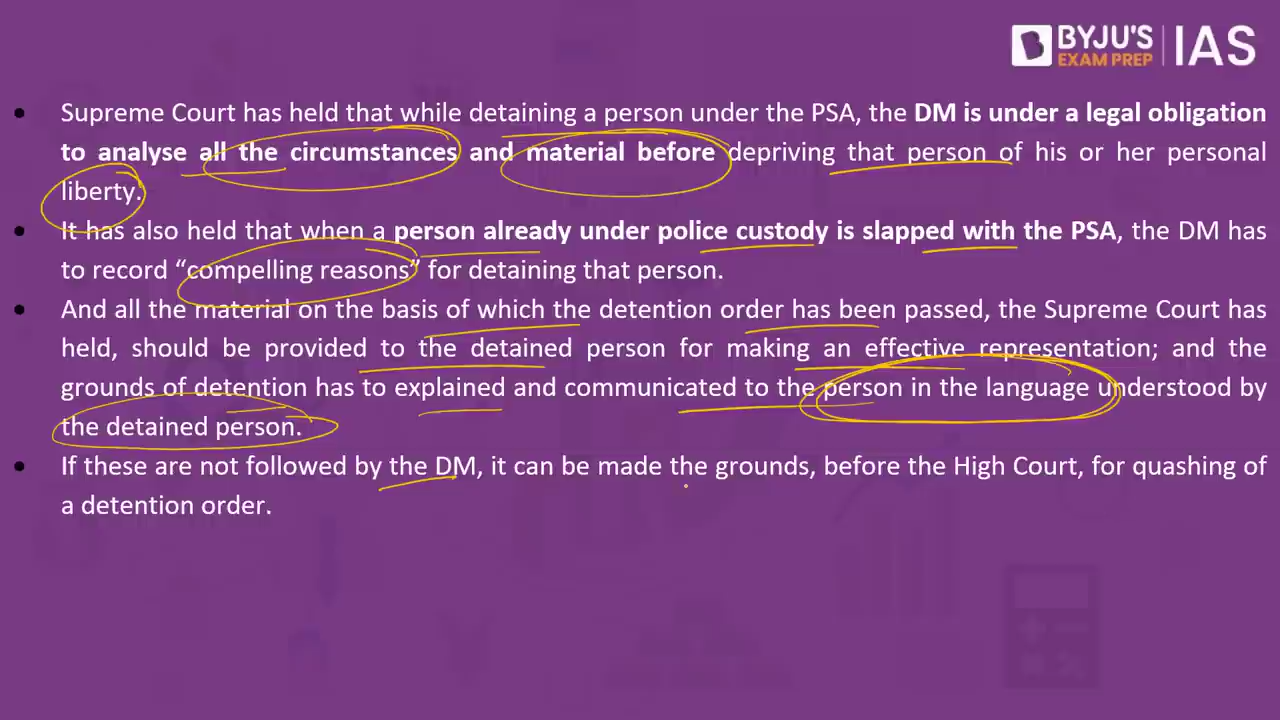 BYJU'S
EXAM PREP
IAS
• Supreme Court has held that while detaining a person under the PSA, the DM is under a legal obligation
to analyse all the circumstances and material before depriving that person of his or her personal
liberty.
• It has also held that when a person already under police custody is slapped with the PSA, the DM has
to record “compelling reasons” for detaining that person.
• And all the material on the basis of which the detention order has been passed, the Supreme Court has
held, should be provided to the detained person for making an effective representation; and the
grounds of detention has to explained and communicated to the person in the language understood by
the detained person.
• If these are not followed by the DM, it can be made the grounds, before the High Court, for quashing of
a detention order.